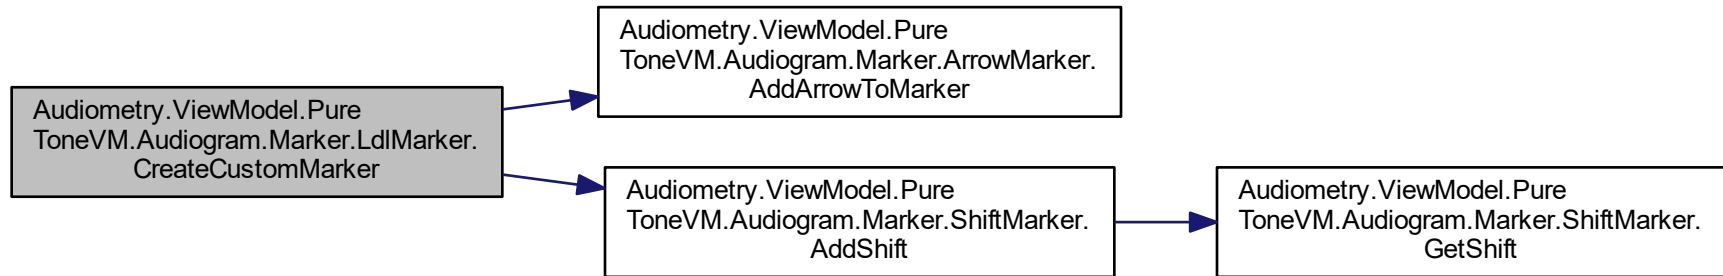 Audiometry.ViewModel.Pure
ToneVM.Audiogram.Marker.LdlMarker.
CreateCustomMarker
Audiometry.ViewModel.Pure
ToneVM.Audiogram.Marker.ArrowMarker.
AddArrowToMarker
Audiometry.ViewModel.Pure
ToneVM.Audiogram.Marker.ShiftMarker.
AddShift
Audiometry.ViewModel.Pure
ToneVM.Audiogram.Marker.ShiftMarker.
GetShift